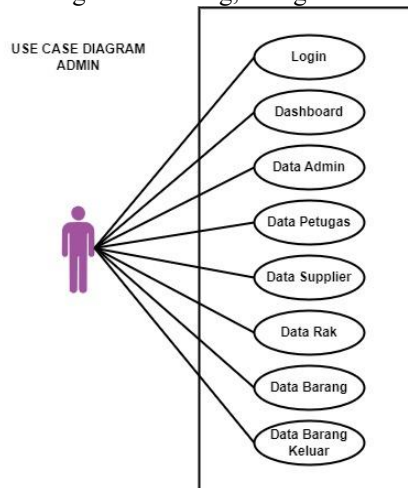 USE CASE DIAGRAM
ADMIN
Login
Dashboard
Data Admin
Data Petugas
Data Supplier
Data Rak
Data Barang
Data Barang
Keluar